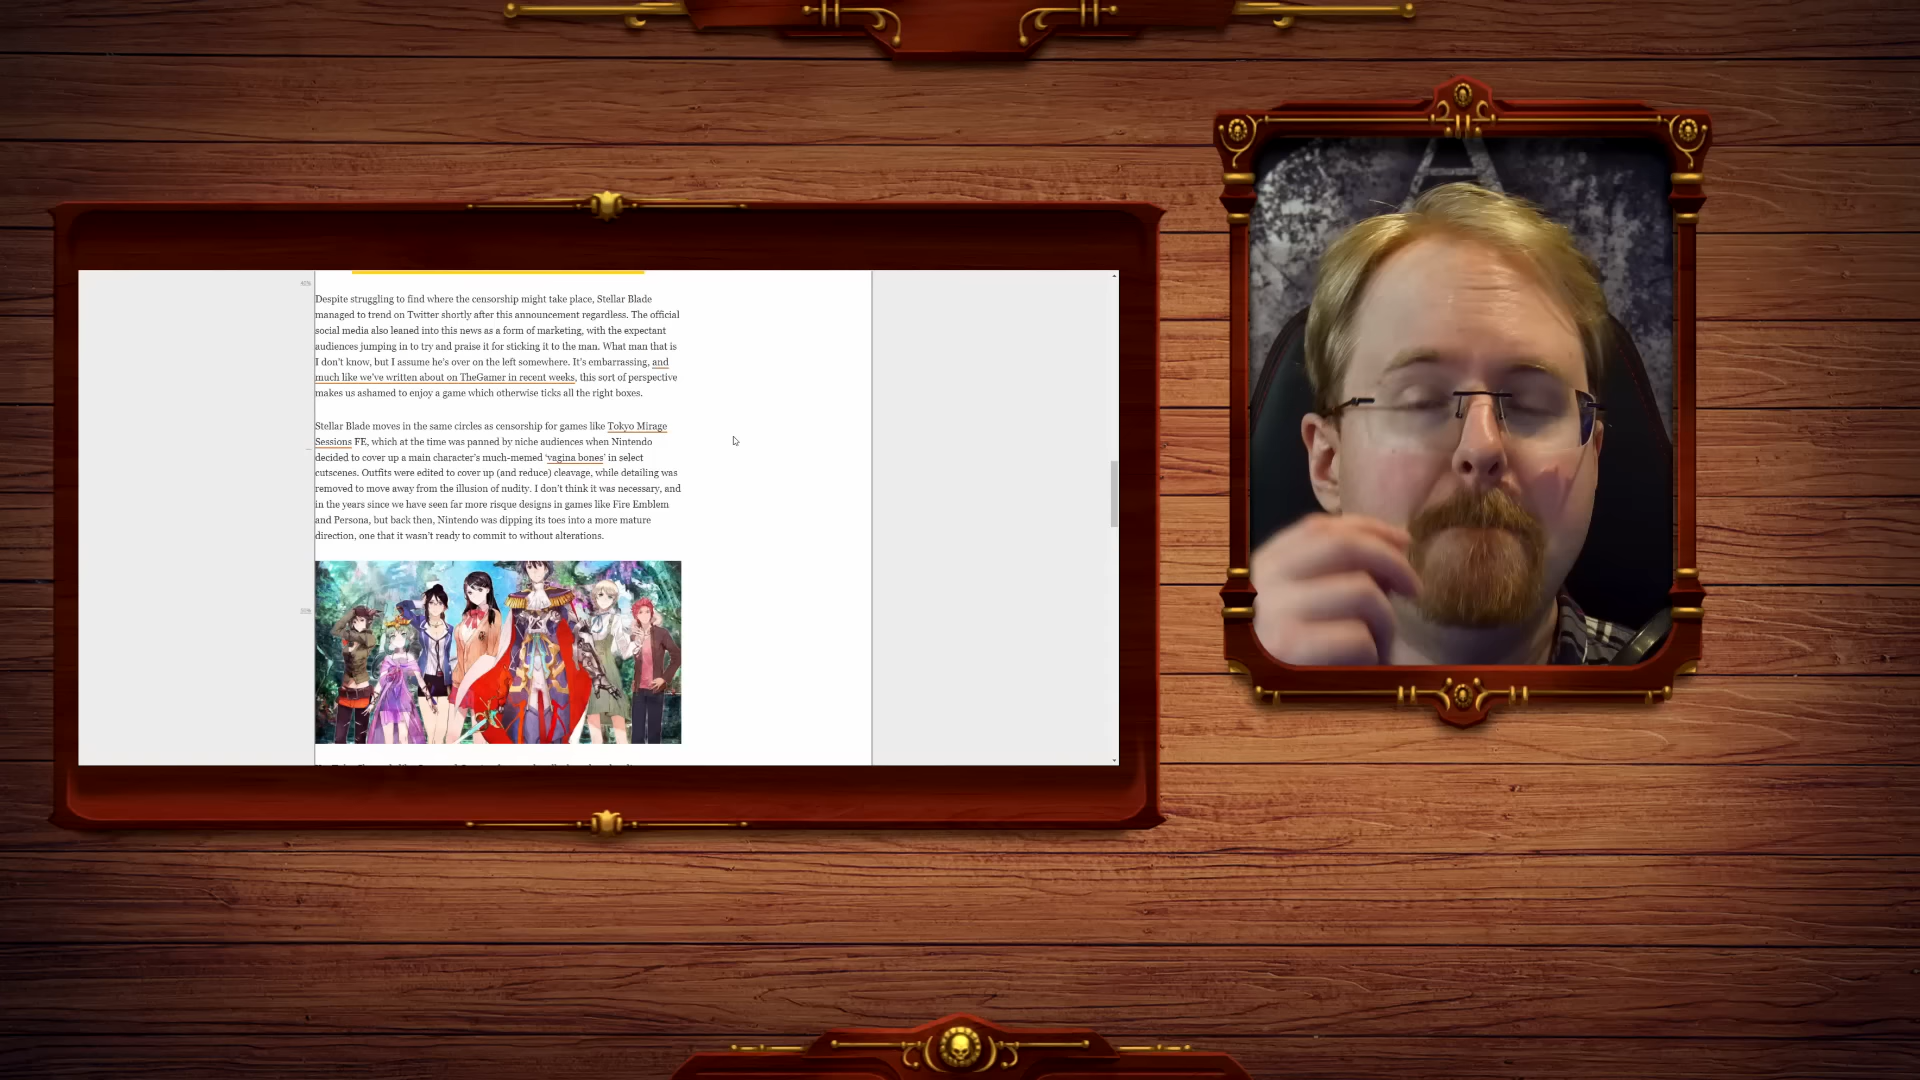 Despite struggling to find where the censorship might take place, Stellar Blade
managed to trend on Twitter shortly after this announcement regardless. The official
social media also leaned into this news as a form of marketing, with the expectant
audiences jumping in to try and praise it for sticking it to the man. What man that is
I don't know, but I assume he's over on the left somewhere. It's embarrassing, and
much like we've written about on TheGamer in recent weeks, this sort of perspective
makes us ashamed to enjoy a game which otherwise ticks all the right boxes.
Stellar Blade moves in the same circles as censorship for games like Tokyo Mirage
Sessions FE, which at the time was panned by niche audiences when Nintendo
decided to cover up a main character's much-memed 'vagina bones' in select
cutscenes. Outfits were edited to cover up (and reduce) cleavage, while detailing was
removed to move away from the illusion of nudity. I don't think it was necessary, and
in the years since we have seen far more risque designs in games like Fire Emblem
and Persona, but back then, Nintendo was dipping its toes into a more mature
direction, one that it wasn't ready to commit to without alterations.